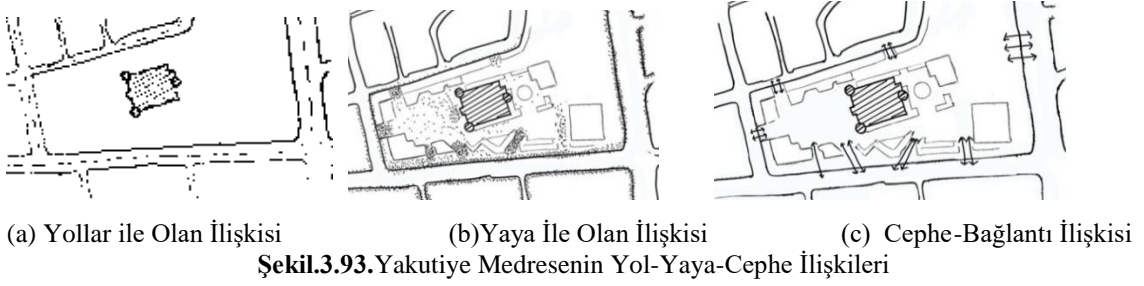 (a) Yollar ile Olan İlişkisi (b)Yaya İle Olan İlişkisi (c) Cephe-Bağlantı İlişkisi
Şekil.3.93.Yakutiye Medresenin Yol-Yaya-Cephe İlişkileri